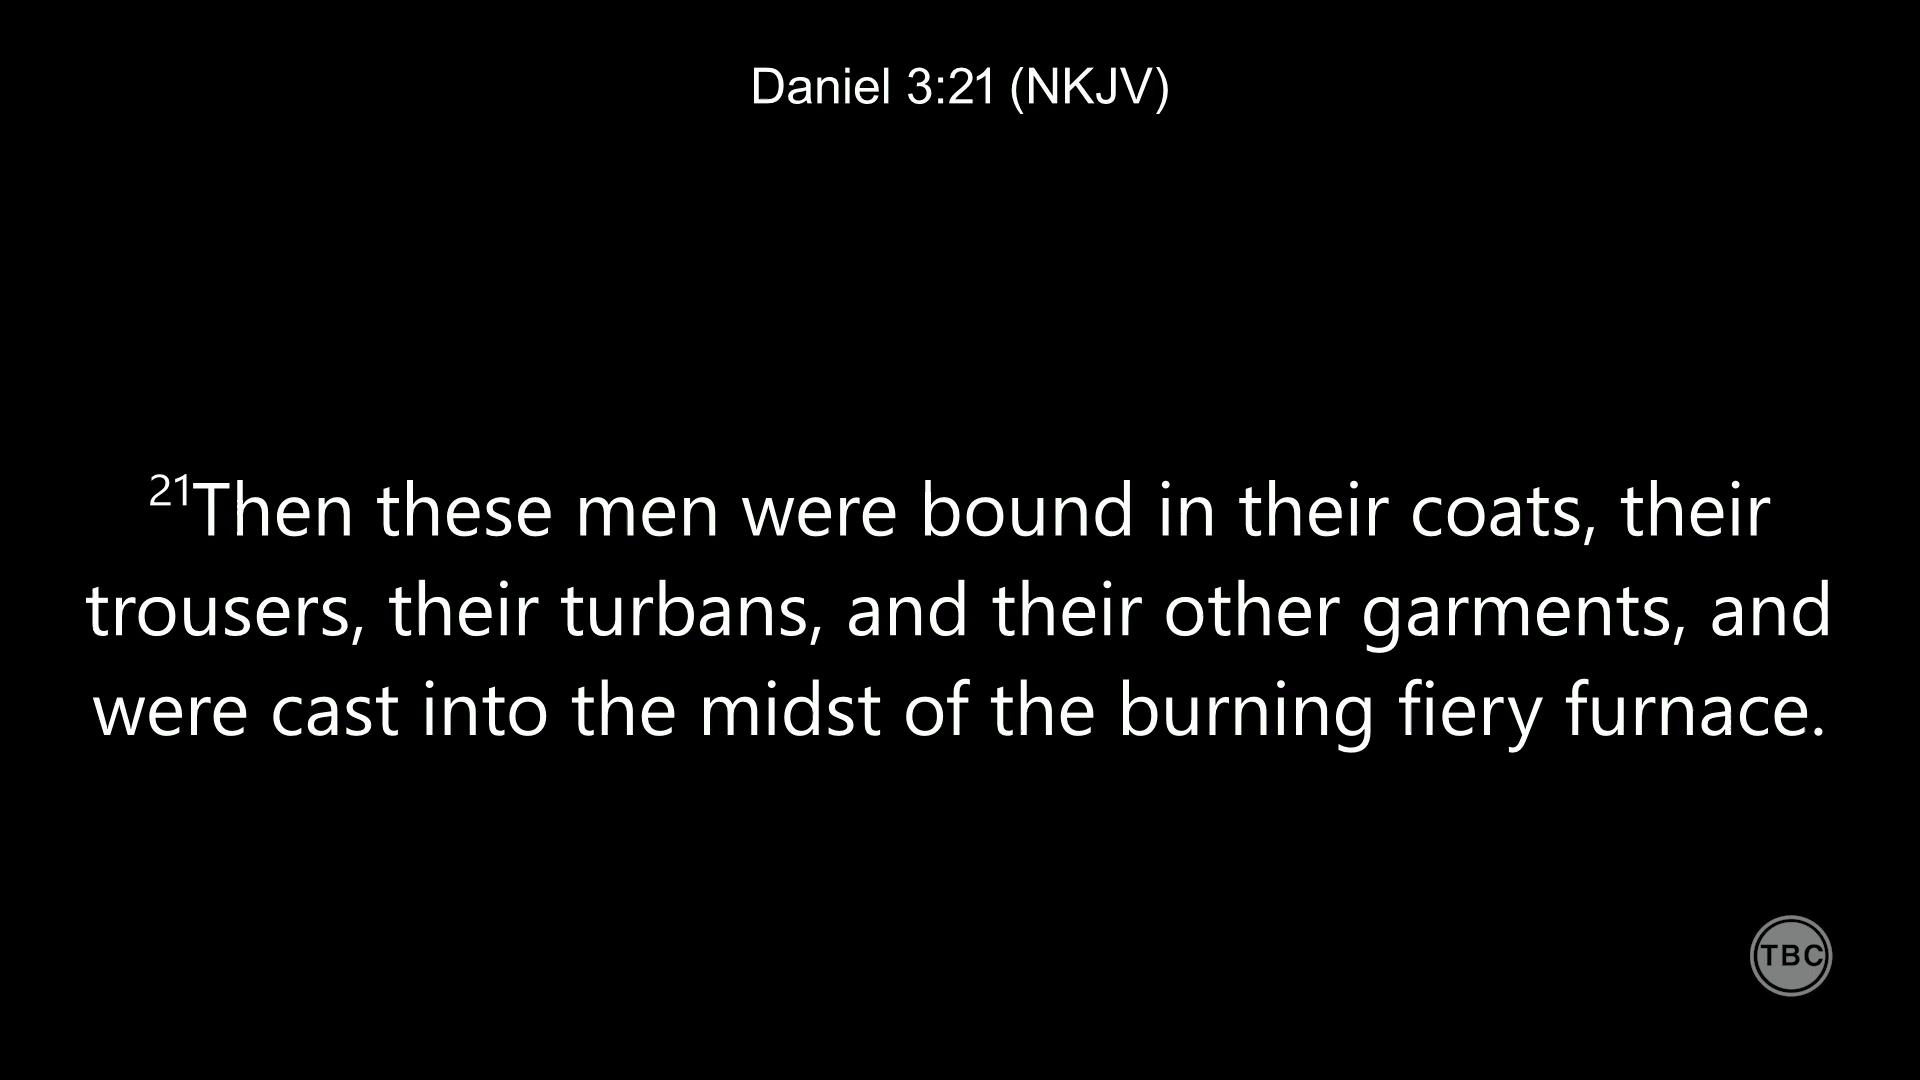 Daniel 3:21 (NKJV)
21Then these men were bound in their coats, their
trousers, their turbans, and their other garments, and
were cast into the midst of the burning fiery furnace.
TBC